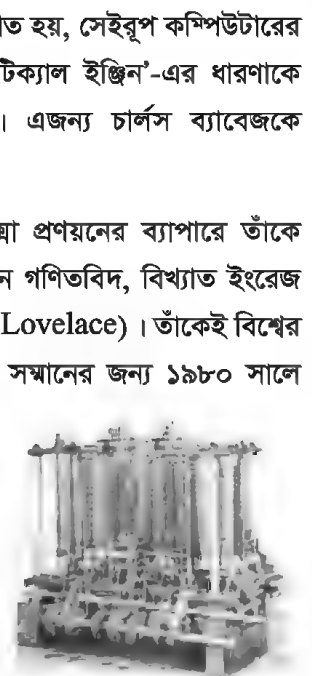 ত হয়, সেইরূপ কম্পিউটারের
টিক্যাল ইঞ্জিন’-এর ধারণাকে
। এজন্য চার্লস ব্যাবেজকে
প্রণয়নের ব্যাপারে তাঁকে
ন গণিতবিদ, বিখ্যাত ইংরেজ
Lovelace) । তাঁকেই বিশ্বের
সম্মানের জন্য ১৯৮০ সালে